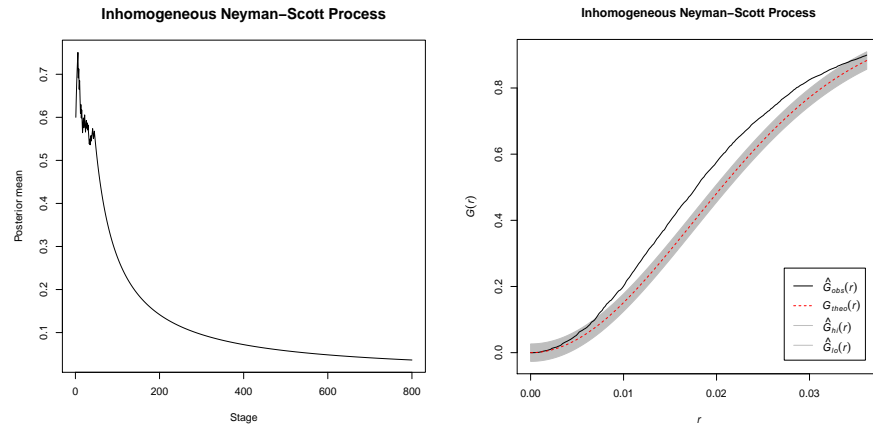 Inhomogeneous Neyman−Scott Process
Posterior mean
0.7
0.6
0.5
0.4
0.3
0.2
0.1
0
200
400
600
800
Stage
Inhomogeneous Neyman−Scott Process
G(r)
0.8
0.6
0.4
0.2
0.0
0.00
0.01
0.02
0.03
r
Ĝobs(r)
Gtheo(r)
Ĝhi(r)
Ĝlo(r)